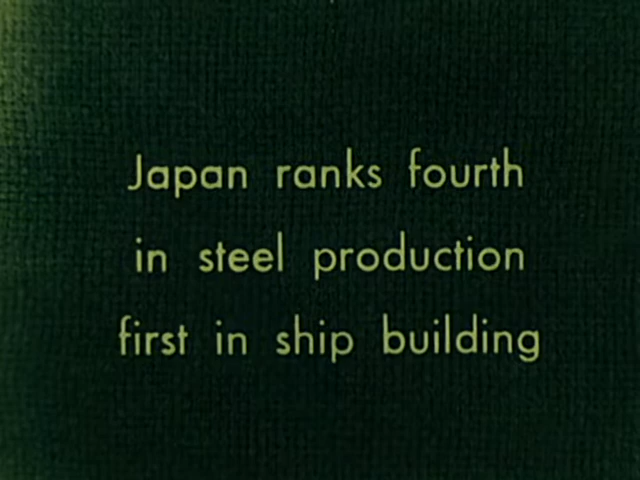 Japan ranks fourth
in steel production
first in ship building